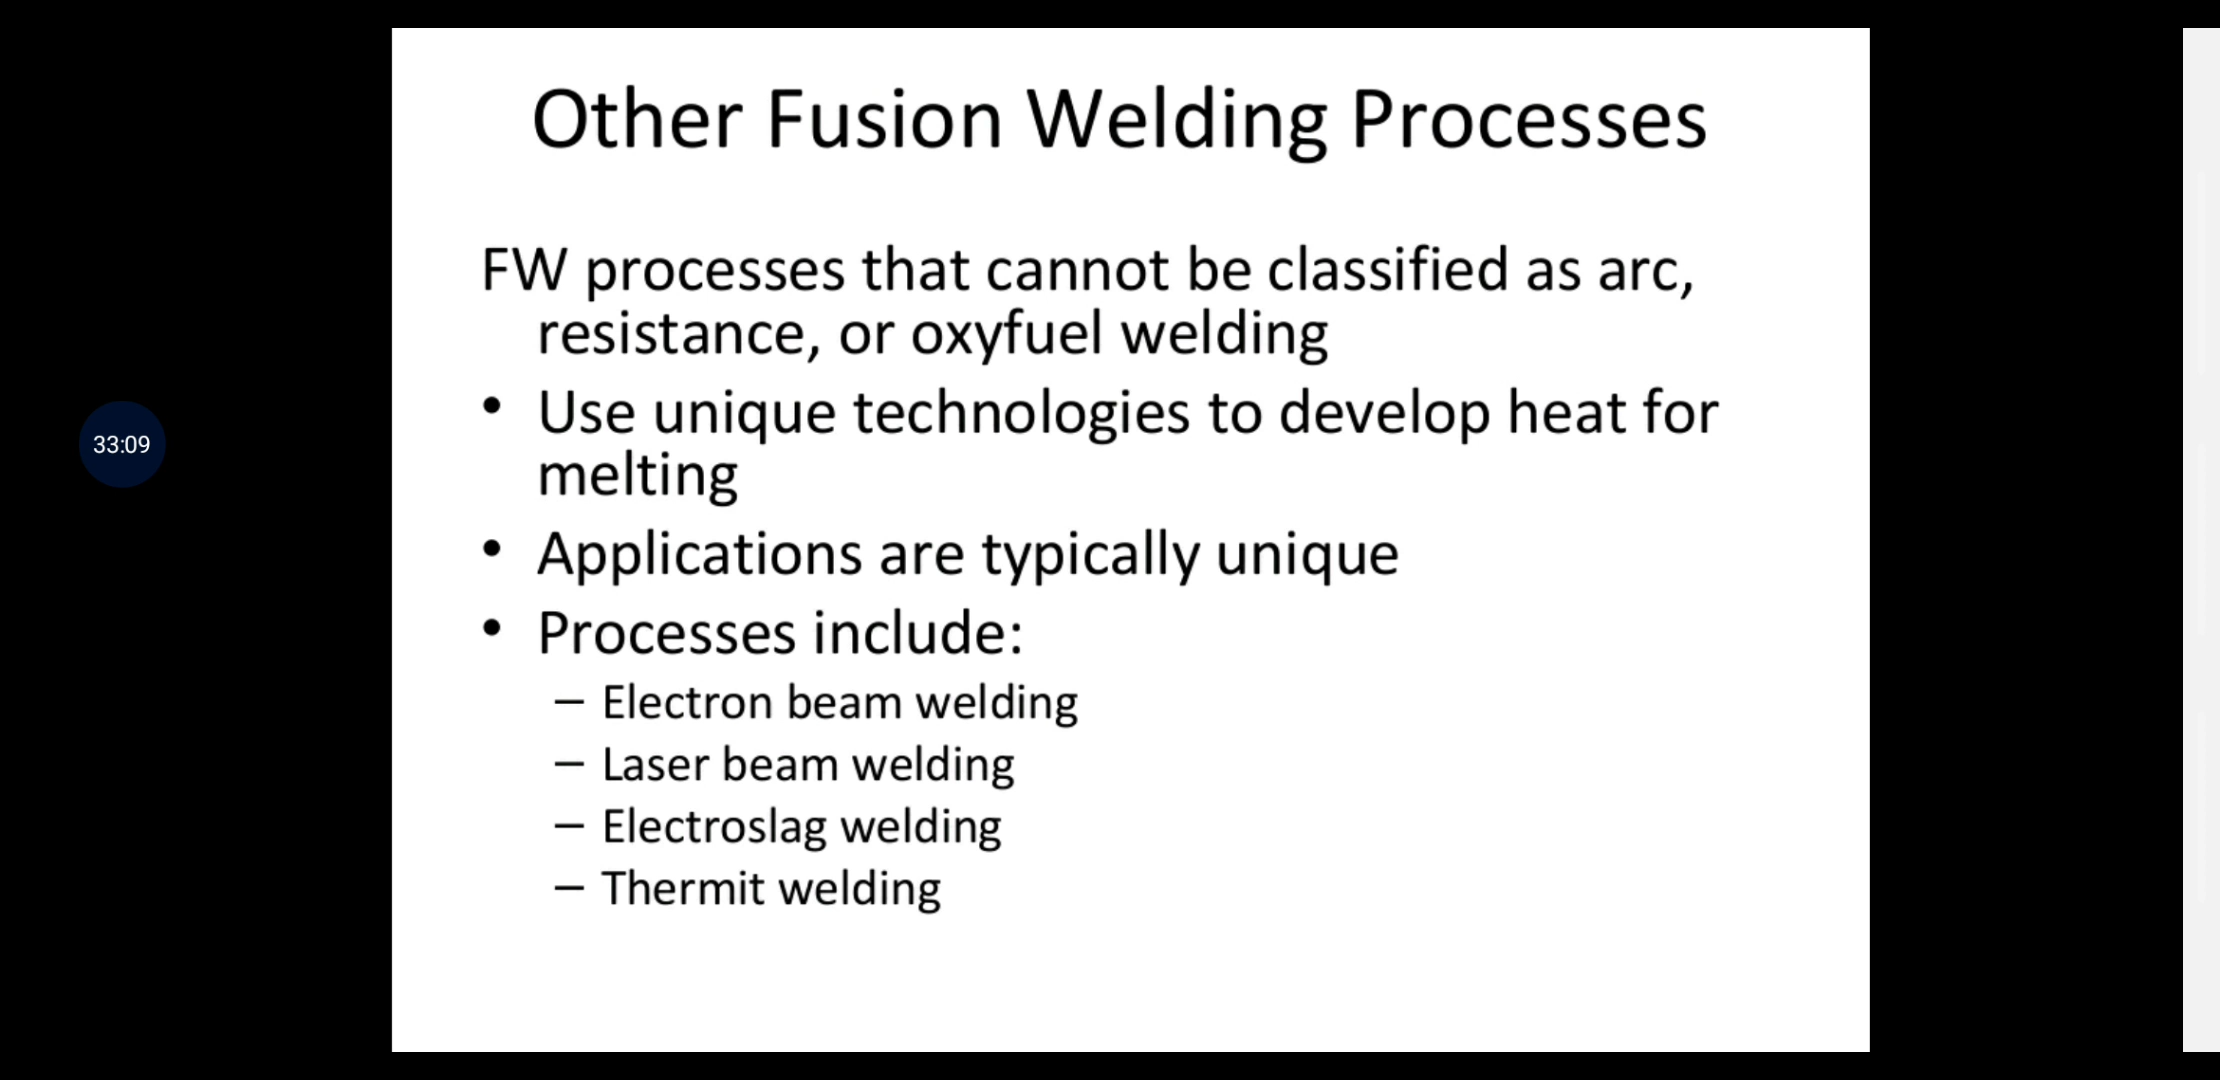 Other Fusion Welding Processes
FW processes that cannot be classified as arc,
resistance, or oxyfuel welding
• Use unique technologies to develop heat for
melting
• Applications are typically unique
• Processes include:
– Electron beam welding
– Laser beam welding
– Electroslag welding
– Thermit welding
33:09